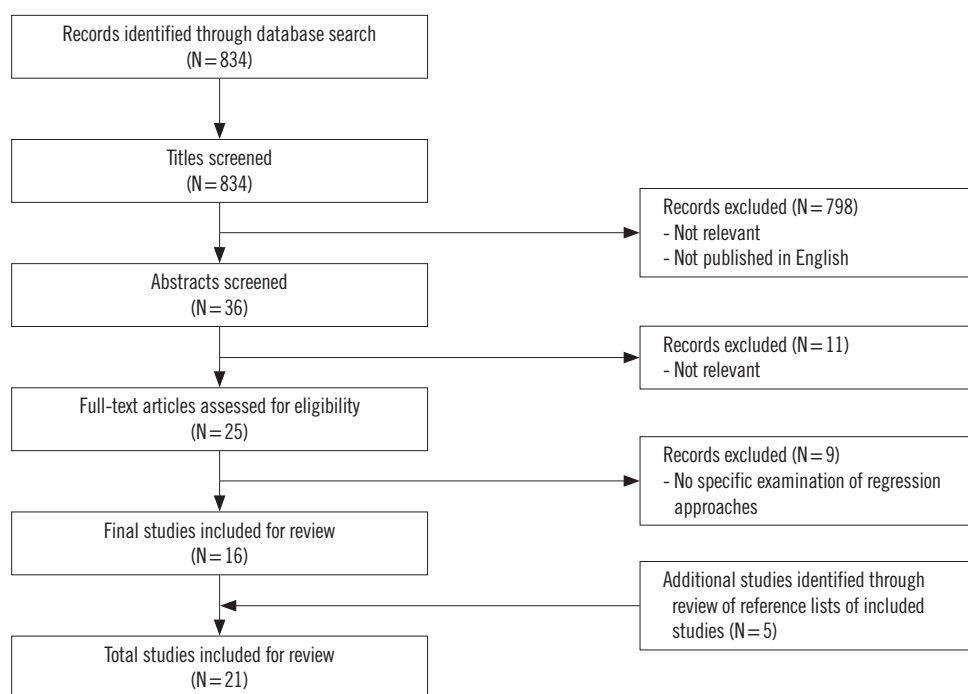 Records identified through database search
(N=834)
Titles screened
(N=834)
Records excluded (N=798)
- Not relevant
- Not published in English
Abstracts screened
(N=36)
Records excluded (N=11)
- Not relevant
Full-text articles assessed for eligibility
(N=25)
Records excluded (N=9)
- No specific examination of regression
approaches
Final studies included for review
(N=16)
Additional studies identified through
review of reference lists of included
studies (N=5)
Total studies included for review
(N=21)